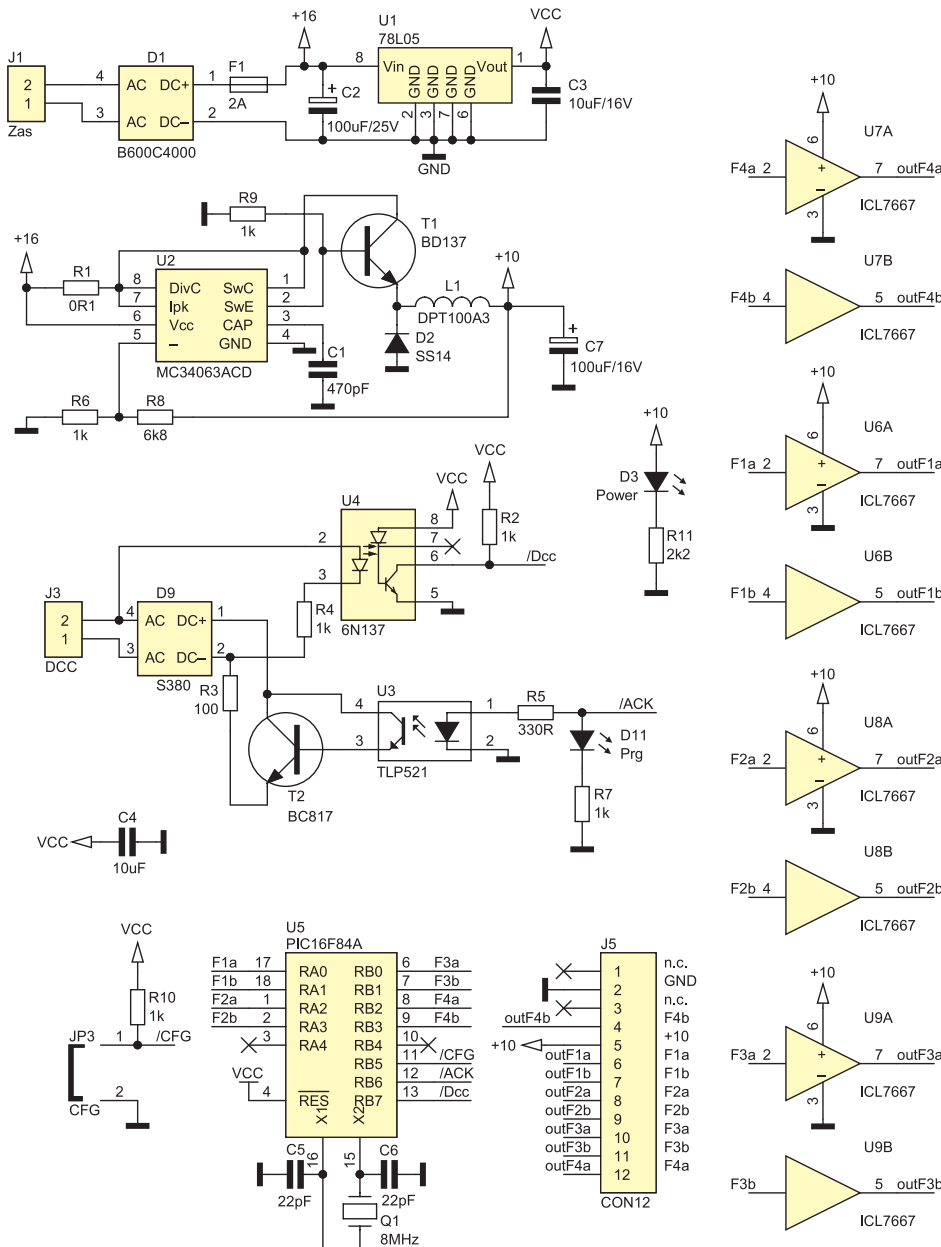 +16
U1
78L05
VCC
J1
2
1
Zas
D1
4 AC DC+ 1
3 AC DC− 2
B600C4000
F1
2A
C2
+
100uF/25V
8 Vin Vout 1
GND GND GND GND
2 3 7 6
GND
C3
10uF/16V
R9
1k
T1
BD137
+16
R1
0R1
U2
8 DivC SwC 1
7 Ipk SwE 2
6 Vcc CAP 3
5 − GND 4
MC34063ACD
C1
470pF
+10
L1
DPT100A3
D2
SS14
+
C7
100uF/16V
R6
1k
R8
6k8
VCC
VCC
U4
2
3
8
7
6
5
6N137
R2
1k
/Dcc
+10
D3
Power
R11
2k2
J3
2
1
DCC
D9
4 AC DC+ 1
3 AC DC− 2
S380
R4
1k
R3
100
T2
BC817
U3
4 1
3 2
TLP521
R5
330R
/ACK
D11
Prg
R7
1k
VCC
C4
10uF
VCC
R10
1k
JP3
1
/CFG
2
CFG
U5
PIC16F84A
F1a 17 RA0 RB0 6 F3a
F1b 18 RA1 RB1 7 F3b
F2a 1 RA2 RB2 8 F4a
F2b 2 RA3 RB3 9 F4b
3 RA4 RB4 10
RB5 11 /CFG
VCC
RB6 12 /ACK
4 RES RB7 13 /Dcc
X1 X2
16 15
C5
22pF
C6
22pF
Q1
8MHz
J5
1 n.c.
2 GND
3 n.c.
outF4b 4 F4b
+10 5 +10
outF1a 6 F1a
outF1b 7 F1b
outF2a 8 F2a
outF2b 9 F2b
outF3a 10 F3a
outF3b 11 F3b
outF4a 12 F4a
CON12
+10
U7A
6
F4a 2 + − 7 outF4a
3
ICL7667
U7B
F4b 4 5 outF4b
ICL7667
+10
U6A
6
F1a 2 + − 7 outF1a
3
ICL7667
U6B
F1b 4 5 outF1b
ICL7667
+10
U8A
6
F2a 2 + − 7 outF2a
3
ICL7667
U8B
F2b 4 5 outF2b
ICL7667
+10
U9A
6
F3a 2 + − 7 outF3a
3
ICL7667
U9B
F3b 5 outF3b
ICL7667